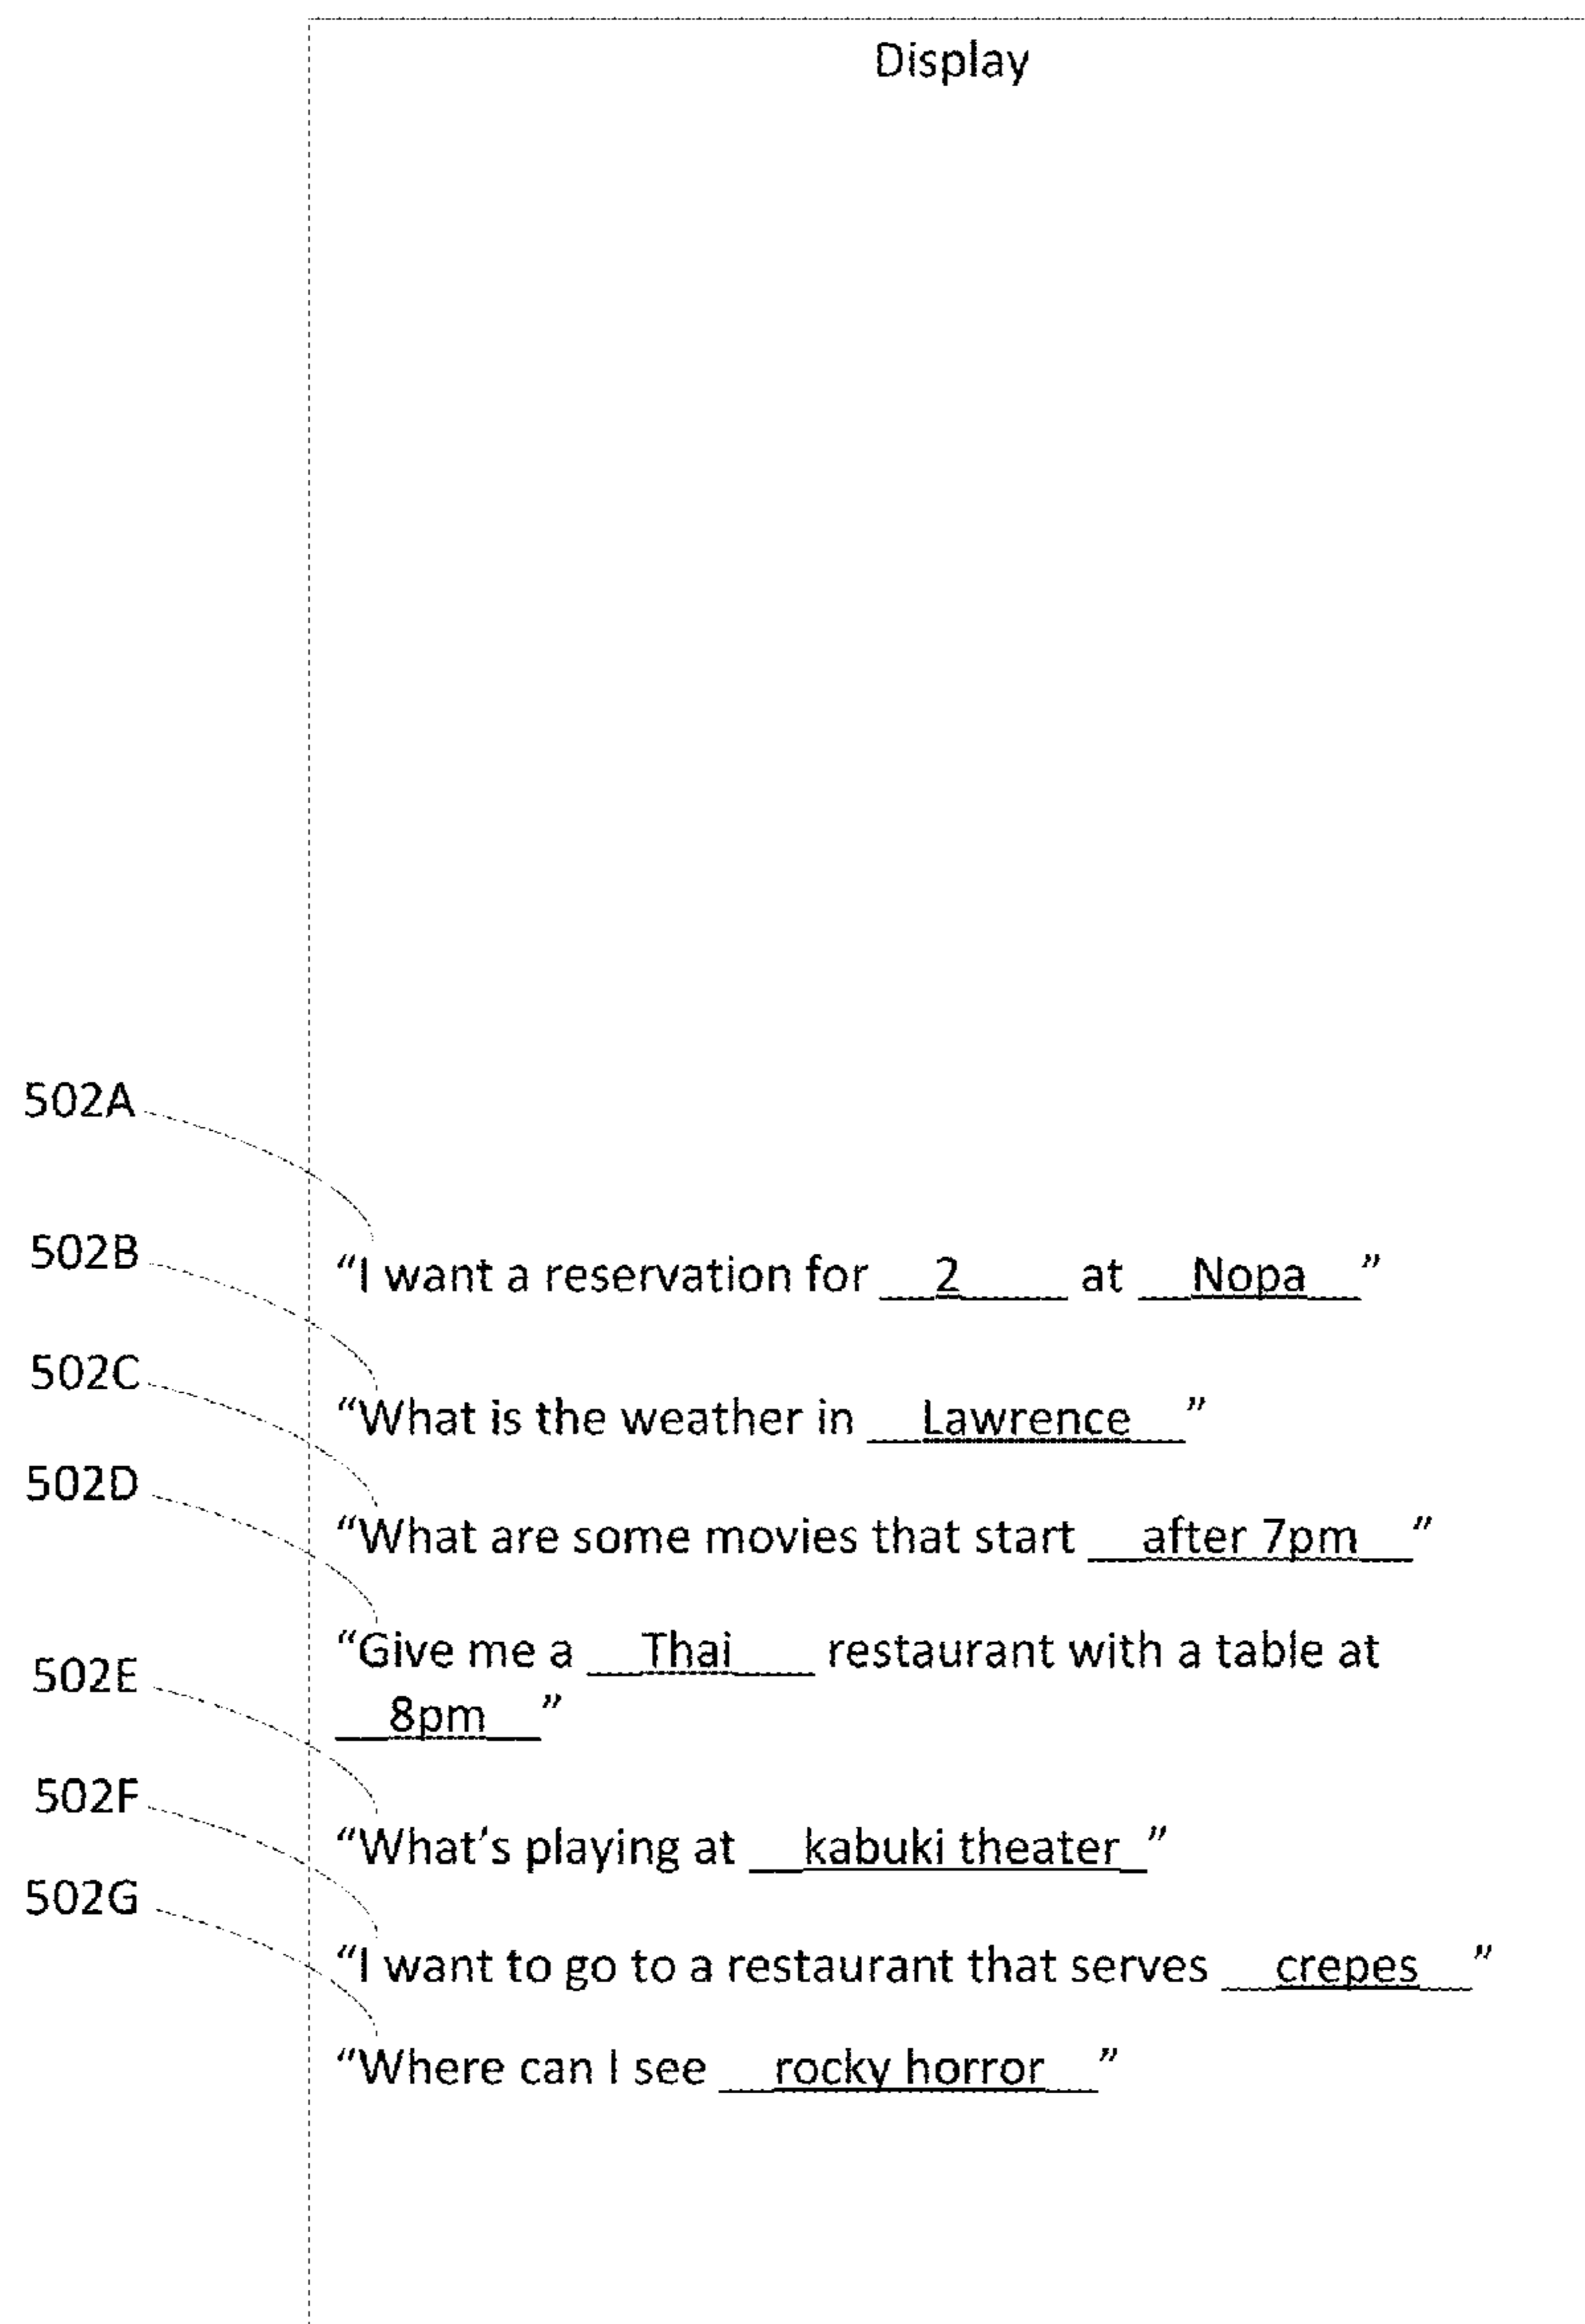 Display
502A
“I want a reservation for __2____ at __Nopa__”
502B
“What is the weather in __Lawrence__”
502C
“What are some movies that start __after 7pm__”
502D
“Give me a __Thai___ restaurant with a table at
__8pm__”
502E
“What's playing at __kabuki theater_”
502F
“I want to go to a restaurant that serves __crepes__”
502G
“Where can I see __rocky horror__”